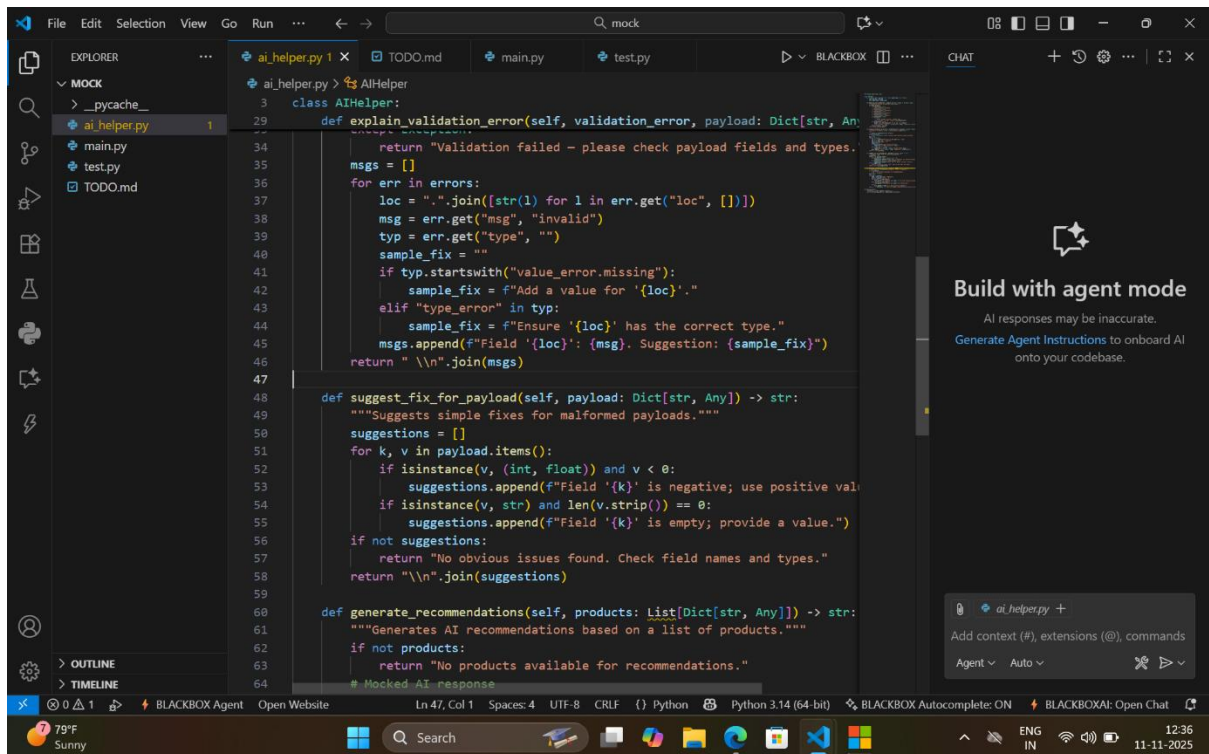 File Edit Selection View Go Run ··· mock
EXPLORER ···
MOCK
__pycache__
ai_helper.py 1
main.py
test.py
TODO.md
OUTLINE
TIMELINE
ai_helper.py 1 TODO.md main.py test.py BLACKBOX ···
ai_helper.py > AIHelper
3 class AIHelper:
29 def explain_validation_error(self, validation_error, payload: Dict[str, An
34 return "Validation failed — please check payload fields and types."
35 msgs = []
36 for err in errors:
37 loc = ".".join([str(l) for l in err.get("loc", [])])
38 msg = err.get("msg", "invalid")
39 typ = err.get("type", "")
40 sample_fix = ""
41 if typ.startswith("value_error.missing"):
42 sample_fix = f"Add a value for '{loc}'."
43 elif "type_error" in typ:
44 sample_fix = f"Ensure '{loc}' has the correct type."
45 msgs.append(f"Field '{loc}': {msg}. Suggestion: {sample_fix}")
46 return " \\n".join(msgs)
47
48 def suggest_fix_for_payload(self, payload: Dict[str, Any]) -> str:
49 """Suggests simple fixes for malformed payloads."""
50 suggestions = []
51 for k, v in payload.items():
52 if isinstance(v, (int, float)) and v < 0:
53 suggestions.append(f"Field '{k}' is negative; use positive val
54 if isinstance(v, str) and len(v.strip()) == 0:
55 suggestions.append(f"Field '{k}' is empty; provide a value.")
56 if not suggestions:
57 return "No obvious issues found. Check field names and types."
58 return "\\n".join(suggestions)
59
60 def generate_recommendations(self, products: List[Dict[str, Any]]) -> str:
61 """Generates AI recommendations based on a list of products."""
62 if not products:
63 return "No products available for recommendations."
64 # Mocked AI response
CHAT
Build with agent mode
AI responses may be inaccurate.
Generate Agent Instructions to onboard AI
onto your codebase.
ai_helper.py +
Add context (#), extensions (@), commands
Agent Auto
0 1 BLACKBOX Agent Open Website Ln 47, Col 1 Spaces: 4 UTF-8 CRLF {} Python Python 3.14 (64-bit) BLACKBOX Autocomplete: ON BLACKBOXAI: Open Chat
7 79°F
Sunny
Search
ENG
IN
12:36
11-11-2025